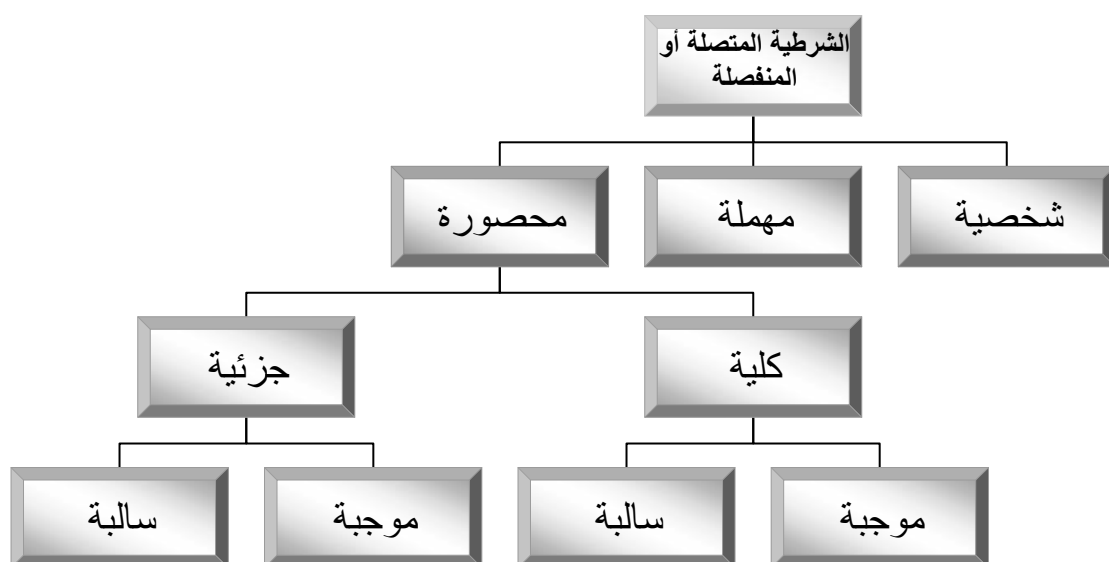 الشرطية المتصلة أو
المنفصلة
شخصية
مهملة
محصورة
كلية
جزئية
موجبة
سالبة
موجبة
سالبة